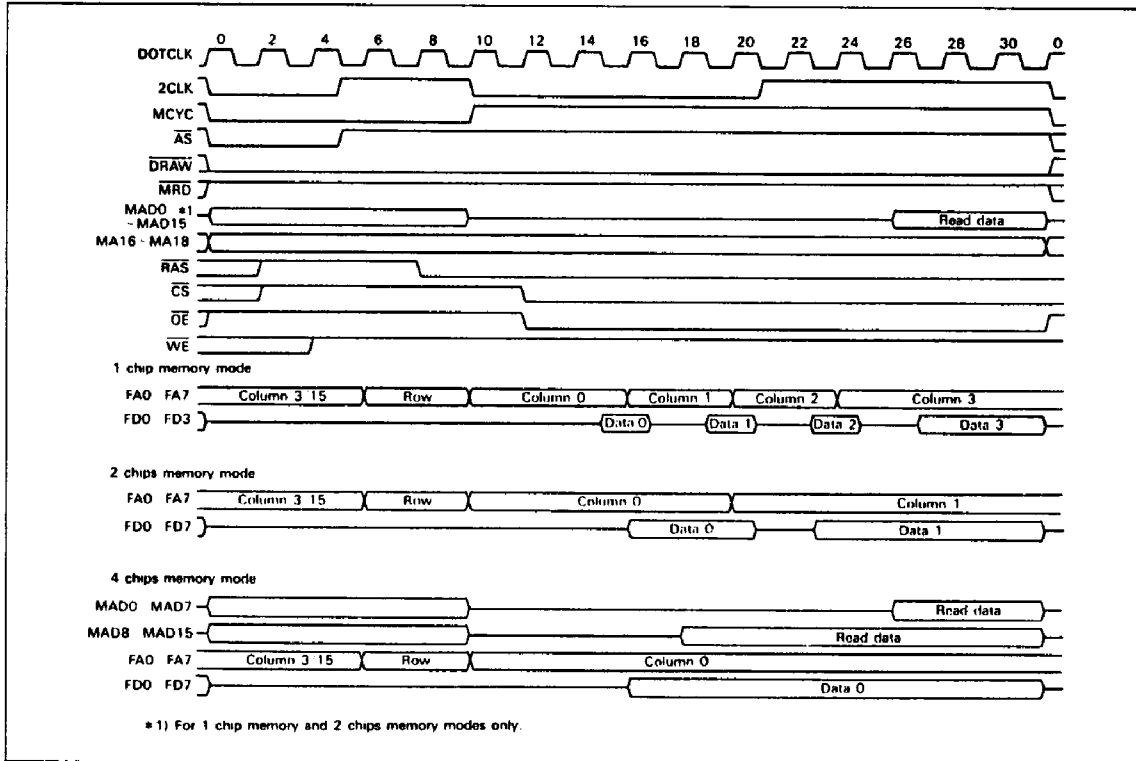 0 2 4 6 8 10 12 14 16 18 20 22 24 26 28 30 0
DOTCLK
2CLK
MCYC
AS
DRAW
MRD
MAD0 *1
- MAD15
Read data
MA16 - MA18
RAS
CS
OE
WE
1 chip memory mode
FA0 FA7 Column 3 15 Row Column 0 Column 1 Column 2 Column 3
FD0 FD3 Data 0 Data 1 Data 2 Data 3
2 chips memory mode
FA0 FA7 Column 3 15 Row Column 0 Column 1
FD0 FD7 Data 0 Data 1
4 chips memory mode
MAD0 MAD7 Read data
MAD8 MAD15 Read data
FA0 FA7 Column 3 15 Row Column 0
FD0 FD7 Data 0
*1) For 1 chip memory and 2 chips memory modes only.